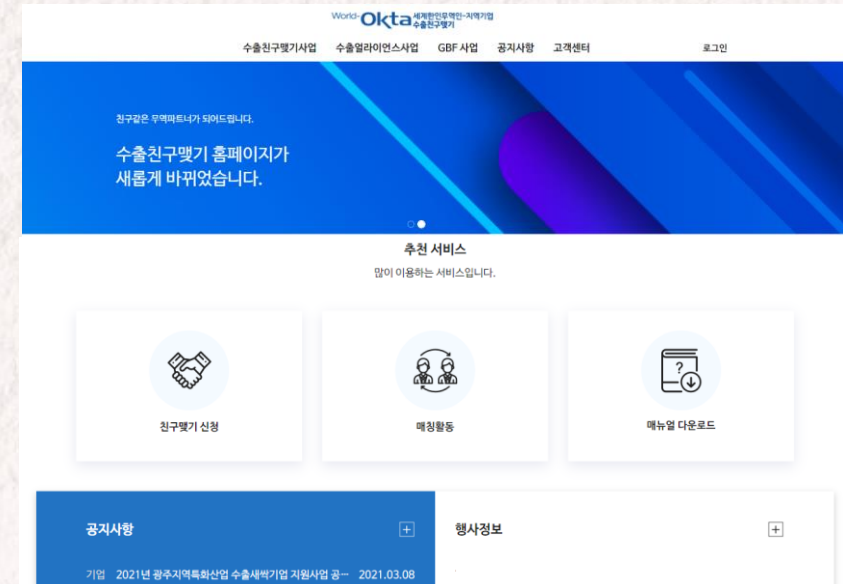 World-Okta 세계한인무역인-지역기업
수출친구맺기
수출친구맺기사업 수출얼라이언스사업 GBF 사업 공지사항 고객센터 로그인
친구같은 무역파트너가 되어드립니다.
수출친구맺기 홈페이지가
새롭게 바뀌었습니다.
추천 서비스
많이 이용하는 서비스입니다.
친구맺기 신청 매칭활동 매뉴얼 다운로드
공지사항 + 행사정보 +
기업 2021년 광주지역특화산업 수출새싹기업 지원사업 공… 2021.03.08